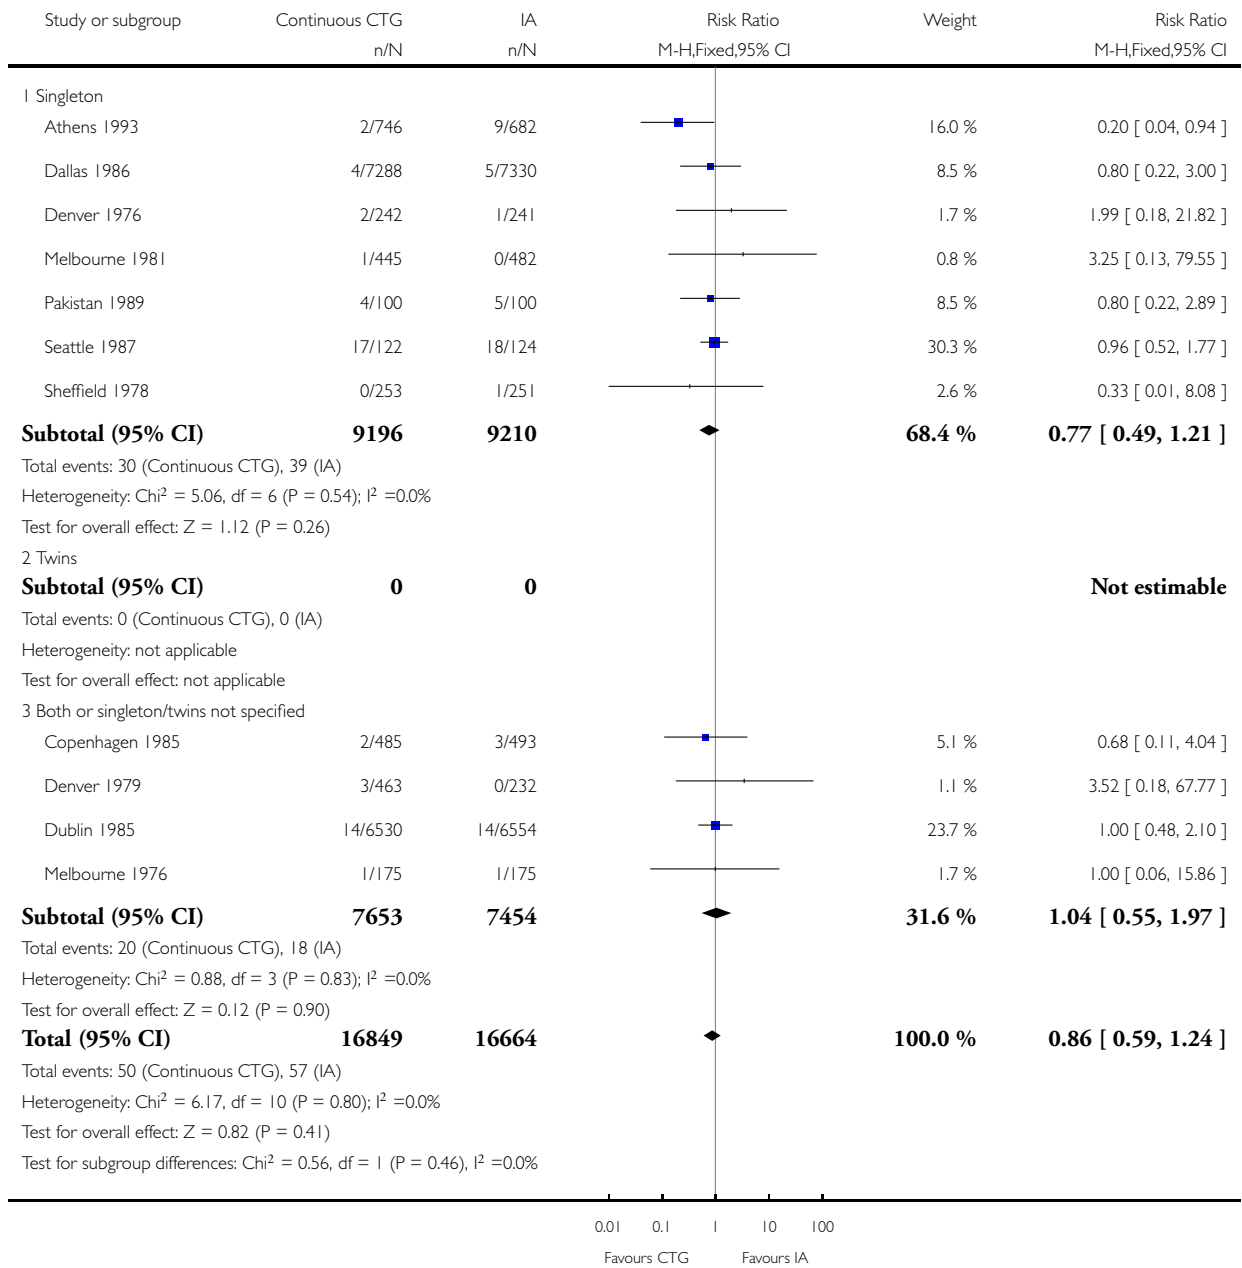 Study or subgroup Continuous CTG IA Risk Ratio Weight Risk Ratio
n/N n/N M-H,Fixed,95% CI M-H,Fixed,95% CI
1 Singleton
Athens 1993 2/746 9/682 16.0 % 0.20 [ 0.04, 0.94 ]
Dallas 1986 4/7288 5/7330 8.5 % 0.80 [ 0.22, 3.00 ]
Denver 1976 2/242 1/241 1.7 % 1.99 [ 0.18, 21.82 ]
Melbourne 1981 1/445 0/482 0.8 % 3.25 [ 0.13, 79.55 ]
Pakistan 1989 4/100 5/100 8.5 % 0.80 [ 0.22, 2.89 ]
Seattle 1987 17/122 18/124 30.3 % 0.96 [ 0.52, 1.77 ]
Sheffield 1978 0/253 1/251 2.6 % 0.33 [ 0.01, 8.08 ]
Subtotal (95% CI) 9196 9210 68.4 % 0.77 [ 0.49, 1.21 ]
Total events: 30 (Continuous CTG), 39 (IA)
Heterogeneity: Chi² = 5.06, df = 6 (P = 0.54); I² =0.0%
Test for overall effect: Z = 1.12 (P = 0.26)
2 Twins
Subtotal (95% CI) 0 0 Not estimable
Total events: 0 (Continuous CTG), 0 (IA)
Heterogeneity: not applicable
Test for overall effect: not applicable
3 Both or singleton/twins not specified
Copenhagen 1985 2/485 3/493 5.1 % 0.68 [ 0.11, 4.04 ]
Denver 1979 3/463 0/232 1.1 % 3.52 [ 0.18, 67.77 ]
Dublin 1985 14/6530 14/6554 23.7 % 1.00 [ 0.48, 2.10 ]
Melbourne 1976 1/175 1/175 1.7 % 1.00 [ 0.06, 15.86 ]
Subtotal (95% CI) 7653 7454 31.6 % 1.04 [ 0.55, 1.97 ]
Total events: 20 (Continuous CTG), 18 (IA)
Heterogeneity: Chi² = 0.88, df = 3 (P = 0.83); I² =0.0%
Test for overall effect: Z = 0.12 (P = 0.90)
Total (95% CI) 16849 16664 100.0 % 0.86 [ 0.59, 1.24 ]
Total events: 50 (Continuous CTG), 57 (IA)
Heterogeneity: Chi² = 6.17, df = 10 (P = 0.80); I² =0.0%
Test for overall effect: Z = 0.82 (P = 0.41)
Test for subgroup differences: Chi² = 0.56, df = 1 (P = 0.46), I² =0.0%
0.01 0.1 1 10 100
Favours CTG Favours IA